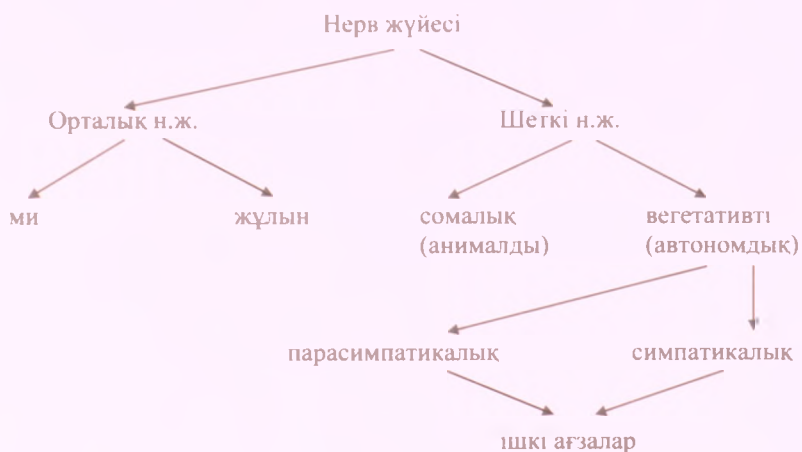 Нерв жүйесі
Орталық н.ж. Шеткі н.ж.
ми жұлын сомалық вегетативті
(анималды) (автономдық)
парасимпатикалық симпатикалық
ішкі ағзалар